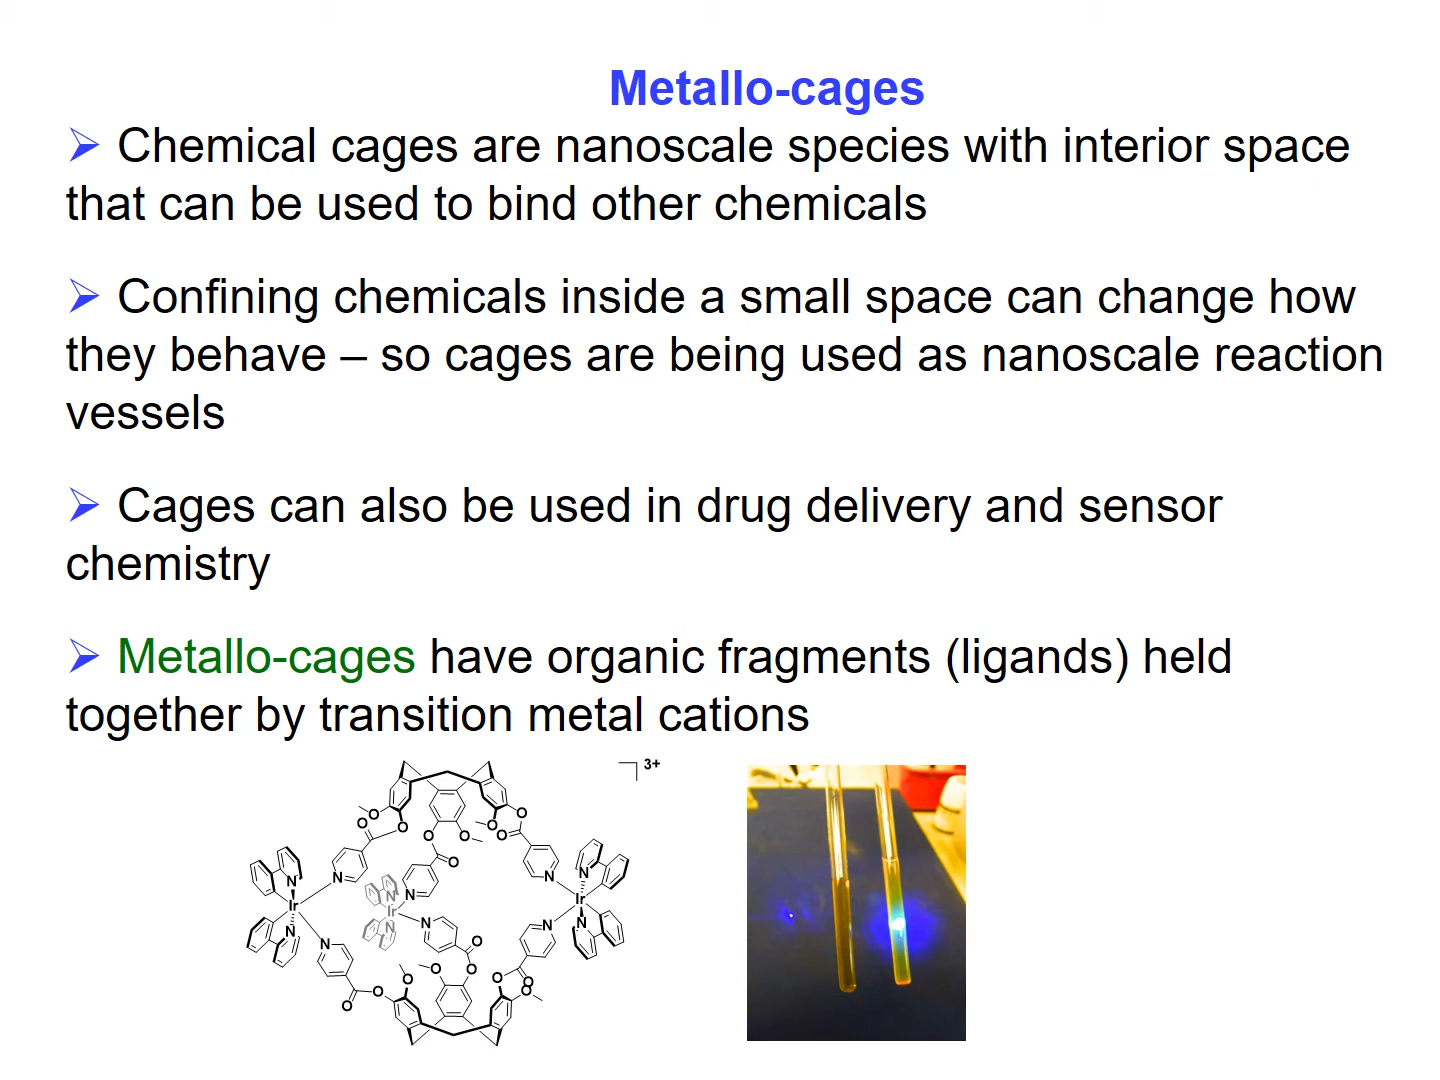 Metallo-cages
➢ Chemical cages are nanoscale species with interior space
that can be used to bind other chemicals
➢ Confining chemicals inside a small space can change how
they behave – so cages are being used as nanoscale reaction
vessels
➢ Cages can also be used in drug delivery and sensor
chemistry
➢ Metallo-cages have organic fragments (ligands) held
together by transition metal cations
3+
O O O O O O O O O
N N N N N N
Ir Ir Ir
N N N N N N
O O O O O O O O O